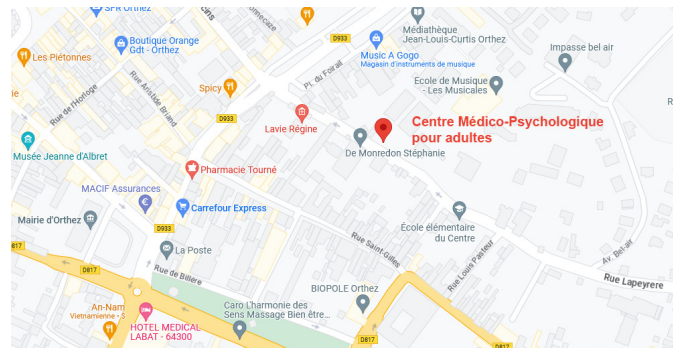 SFR Orthez
Boutique Orange
Gdt - Orthez
Les Piétonnes
D933
Médiathèque
Jean-Louis-Curtis Orthez
Music A Gogo
Magasin d'instruments de musique
Impasse bel air
Ecole de Musique
- Les Musicales
Pl. du Foirail
Spicy
D933
Rue Aristide Briand
Rue de l'Horloge
Lavie Régine
Centre Médico-Psychologique
pour adultes
De Monredon Stéphanie
Musée Jeanne d'Albret
Pharmacie Tourné
MACIF Assurances
Carrefour Express
Mairie d'Orthez
D933
École élémentaire
du Centre
Rue Saint-Gilles
Rue Louis Pasteur
Av. Bel-air
Rue Lapeyrere
817
D817
La Poste
Rue de Billère
BIOPOLE Orthez
An-Nam
Vietnamienne •
HOTEL MEDICAL
LABAT - 64300
Caro L'harmonie des
Sens Massage Bien être...
D817
D817